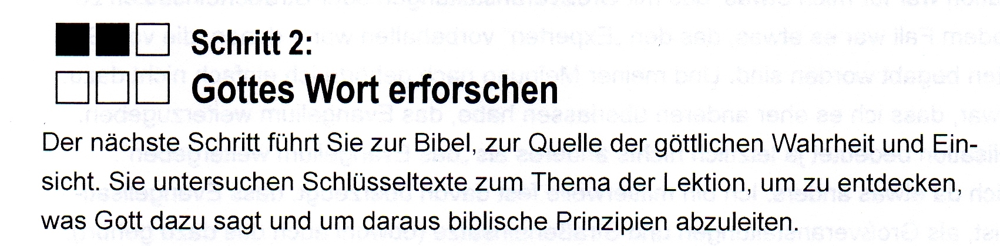 Schritt 2:
Gottes Wort erforschen
Der nächste Schritt führt Sie zur Bibel, zur Quelle der göttlichen Wahrheit und Ein-
sicht. Sie untersuchen Schlüsseltexte zum Thema der Lektion, um zu entdecken,
was Gott dazu sagt und um daraus biblische Prinzipien abzuleiten.